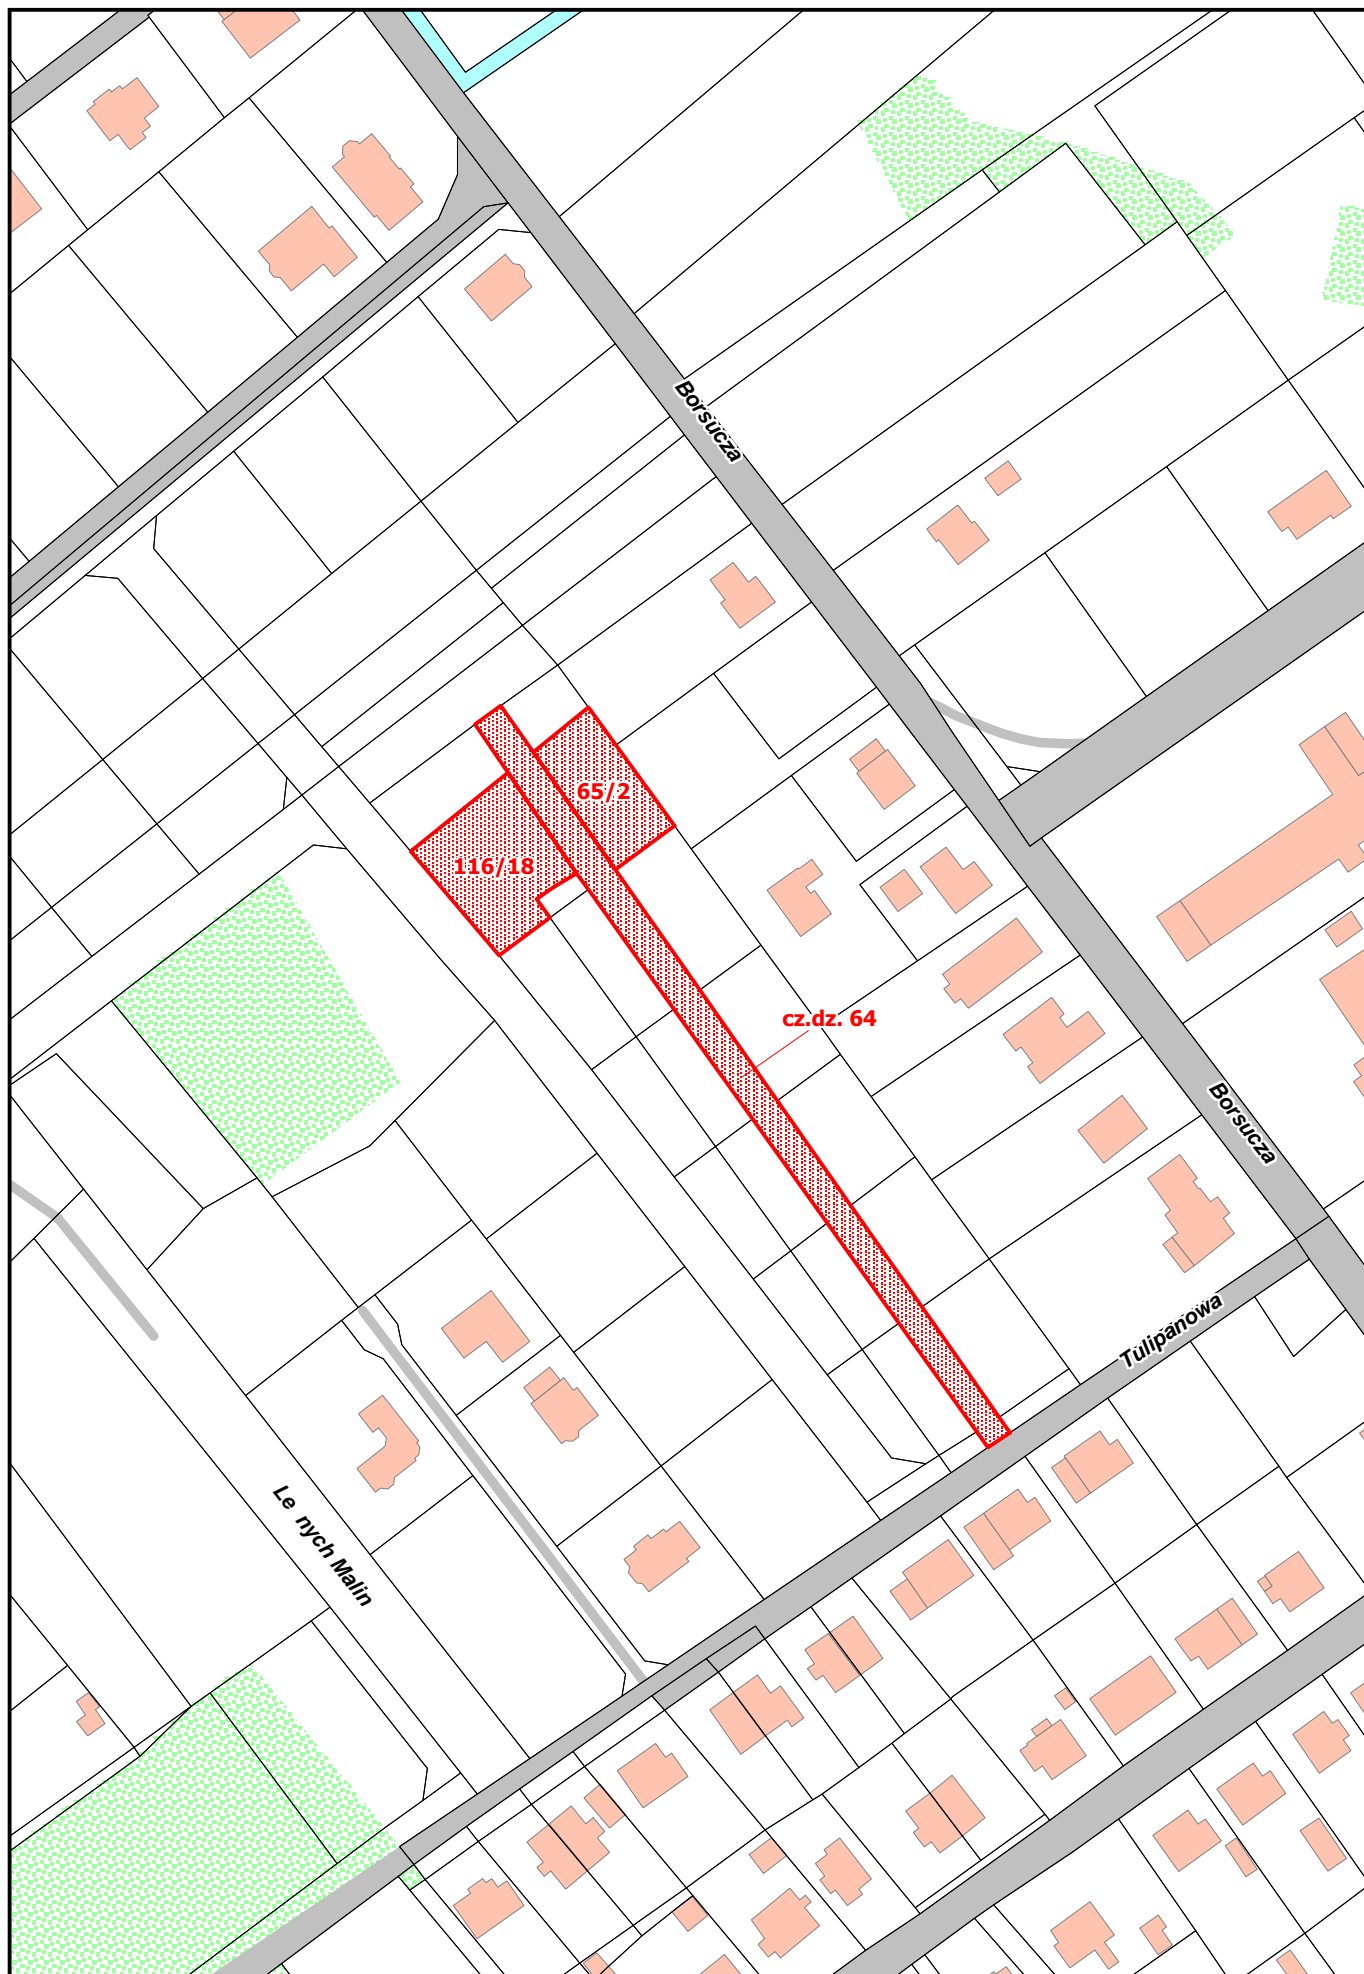 Borsucza
65/2
116/18
cz.dz. 64
Borsucza
Tulipanowa
Le nych Malin